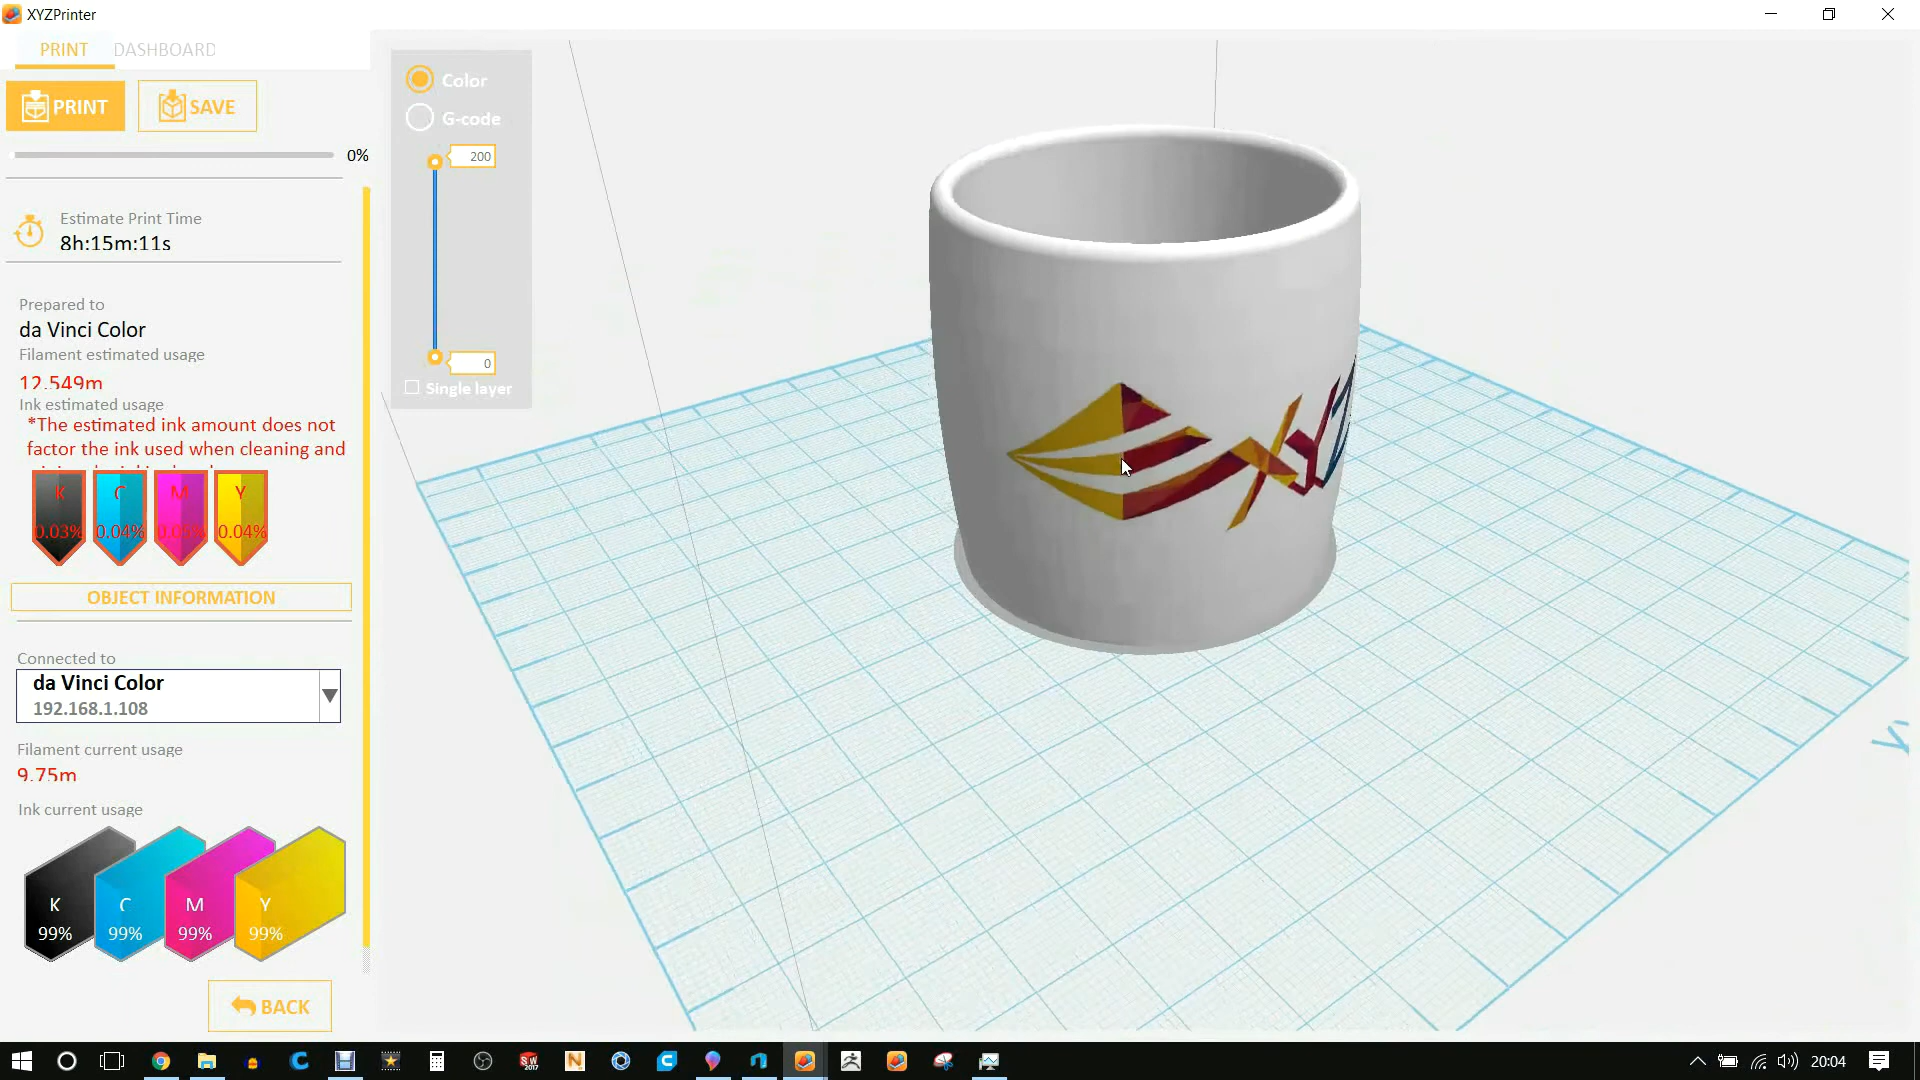 XYZPrinter
PRINT
DASHBOARD
PRINT
SAVE
0%
Estimate Print Time
8h:15m:11s
Prepared to
da Vinci Color
Filament estimated usage
12.549m
Ink estimated usage
*The estimated ink amount does not
factor the ink used when cleaning and
K
C
M
Y
0.03%
0.04%
0.04%
OBJECT INFORMATION
Connected to
da Vinci Color
192.168.1.108
Filament current usage
9.75m
Ink current usage
K
C
M
Y
99%
99%
99%
99%
BACK
Color
G-code
200
0
Single layer
SW
2017
N
20:04